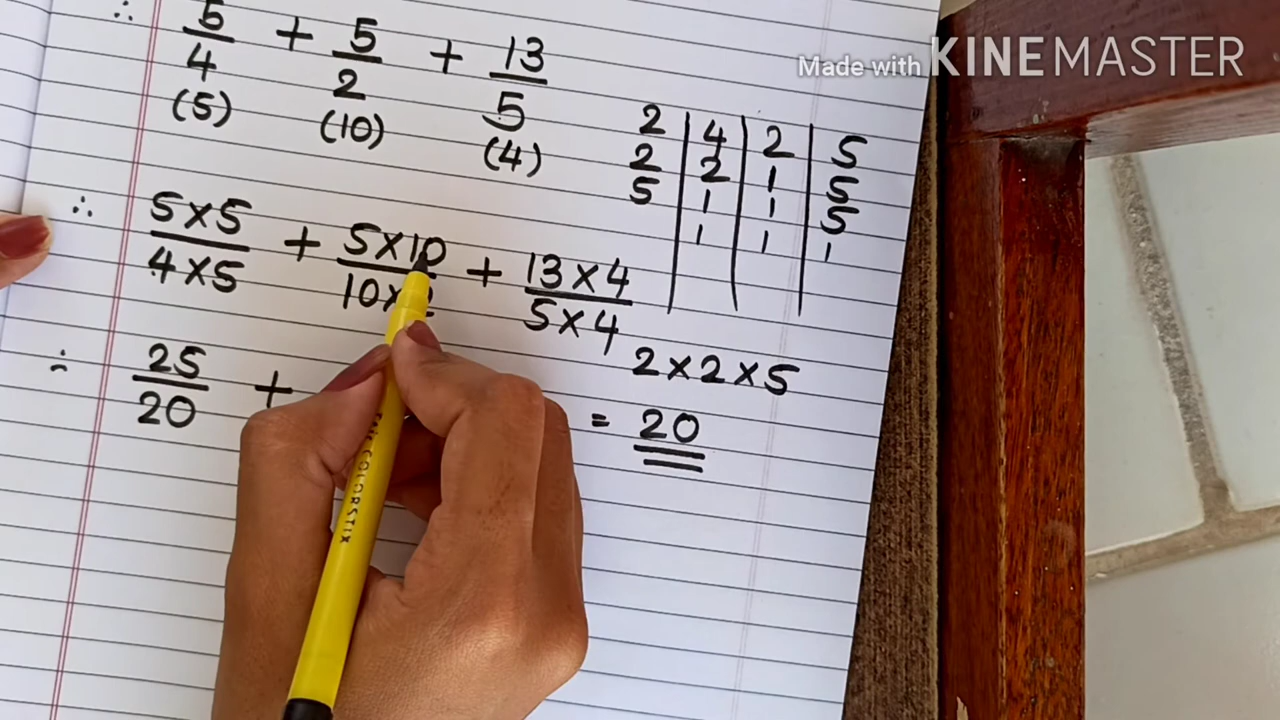 Made with KINEMASTER
∴ 5/4 + 5/2 + 13/5
(5) (10) (4)
2 | 4 | 2 | 5
2 | 2 | 1 | 5
5 | 1 | 1 | 5
| 1 | 1 | 1
∴ 5×5/4×5 + 5×10/10×2 + 13×4/5×4
2×2×5
∴ 25/20 +
= 20
COLORSTIX